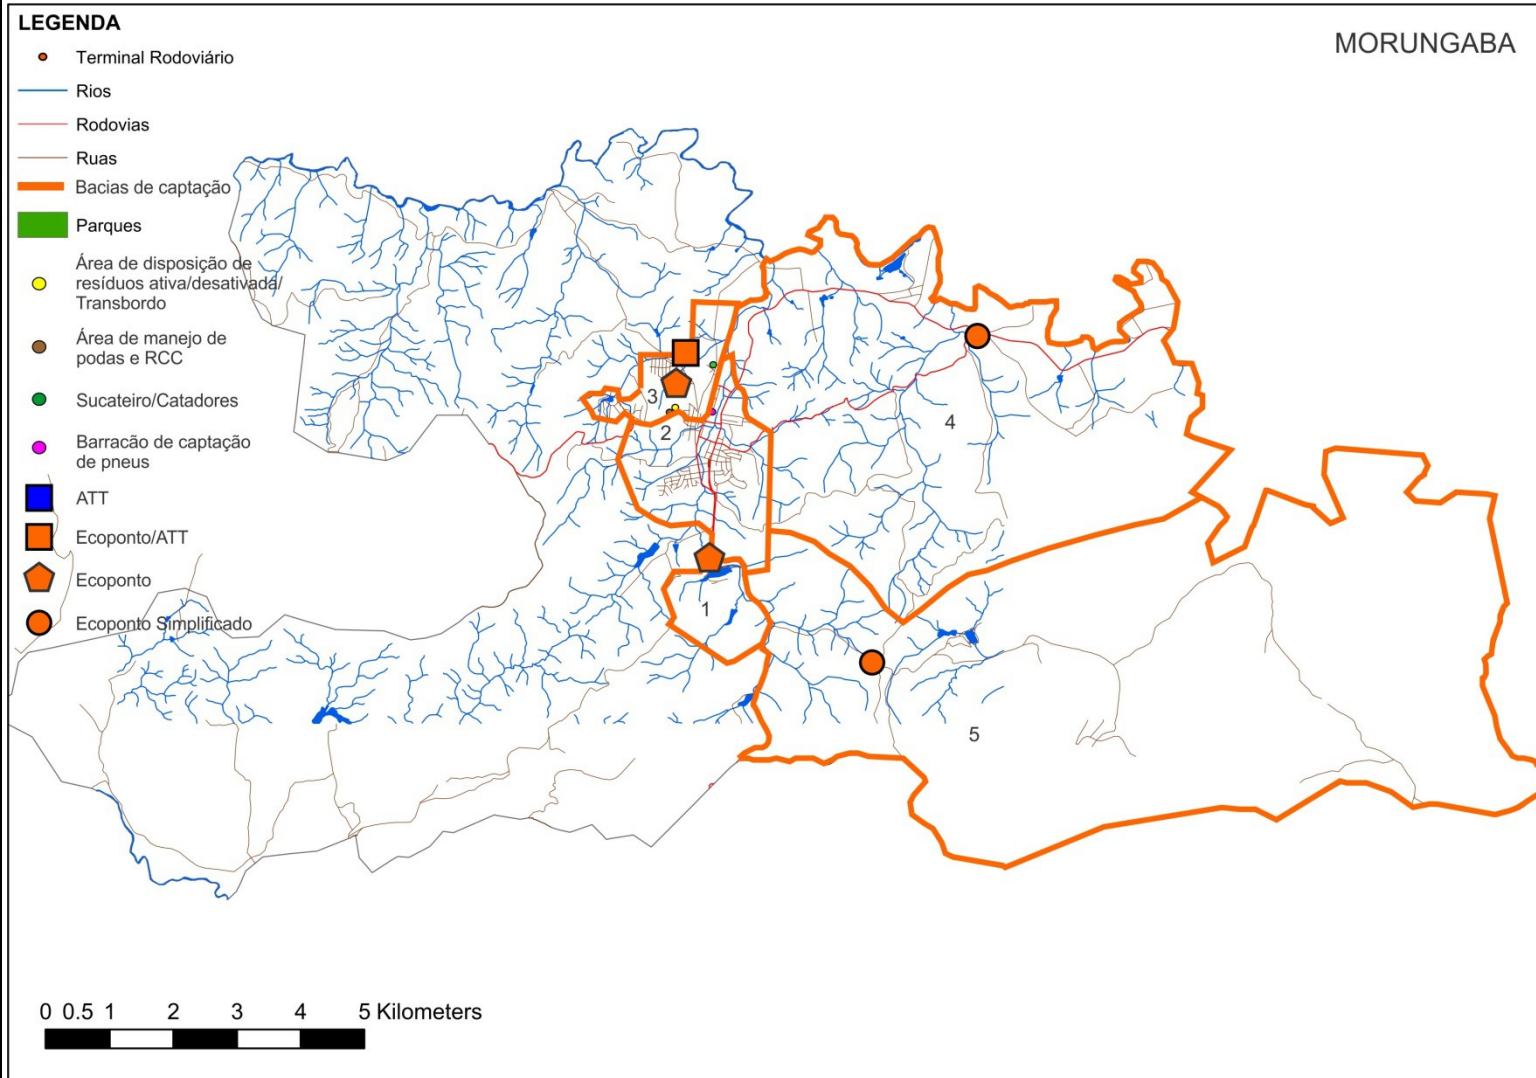 LEGENDA
MORUNGABA
Terminal Rodoviário
Rios
Rodovias
Ruas
Bacias de captação
Parques
Área de disposição de
resíduos ativa/desativada/
Transbordo
Área de manejo de
podas e RCC
Sucateiro/Catadores
Barracão de captação
de pneus
ATT
Ecoponto/ATT
Ecoponto
Ecoponto Simplificado
3
2
4
1
5
0 0.5 1 2 3 4 5 Kilometers